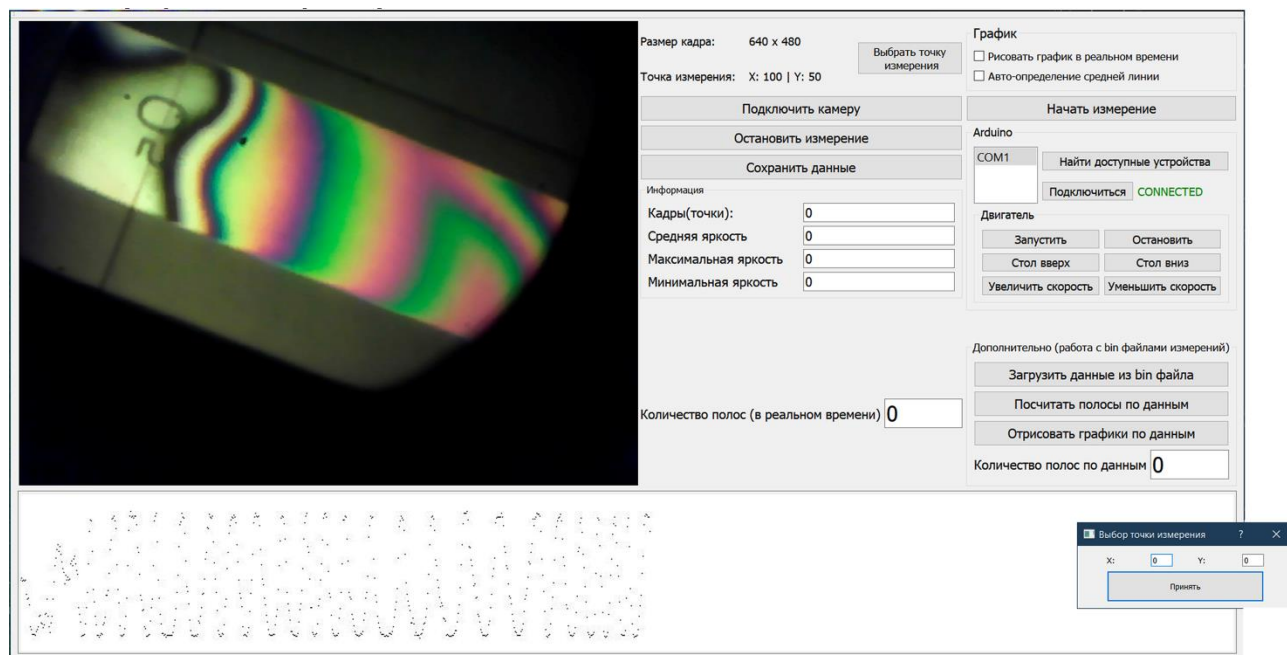 20
Размер кадра: 640 x 480
Выбрать точку
измерения
Точка измерения: X: 100 | Y: 50
Подключить камеру
Остановить измерение
Сохранить данные
Информация
Кадры(точки): 0
Средняя яркость 0
Максимальная яркость 0
Минимальная яркость 0
Количество полос (в реальном времени) 0
График
Рисовать график в реальном времени
Авто-определение средней линии
Начать измерение
Arduino
COM1
Найти доступные устройства
Подключиться CONNECTED
Двигатель
Запустить Остановить
Стол вверх Стол вниз
Увеличить скорость Уменьшить скорость
Дополнительно (работа с bin файлами измерений)
Загрузить данные из bin файла
Посчитать полосы по данным
Отрисовать графики по данным
Количество полос по данным 0
Выбор точки измерения ? X
X: 0 Y: 0
Принять